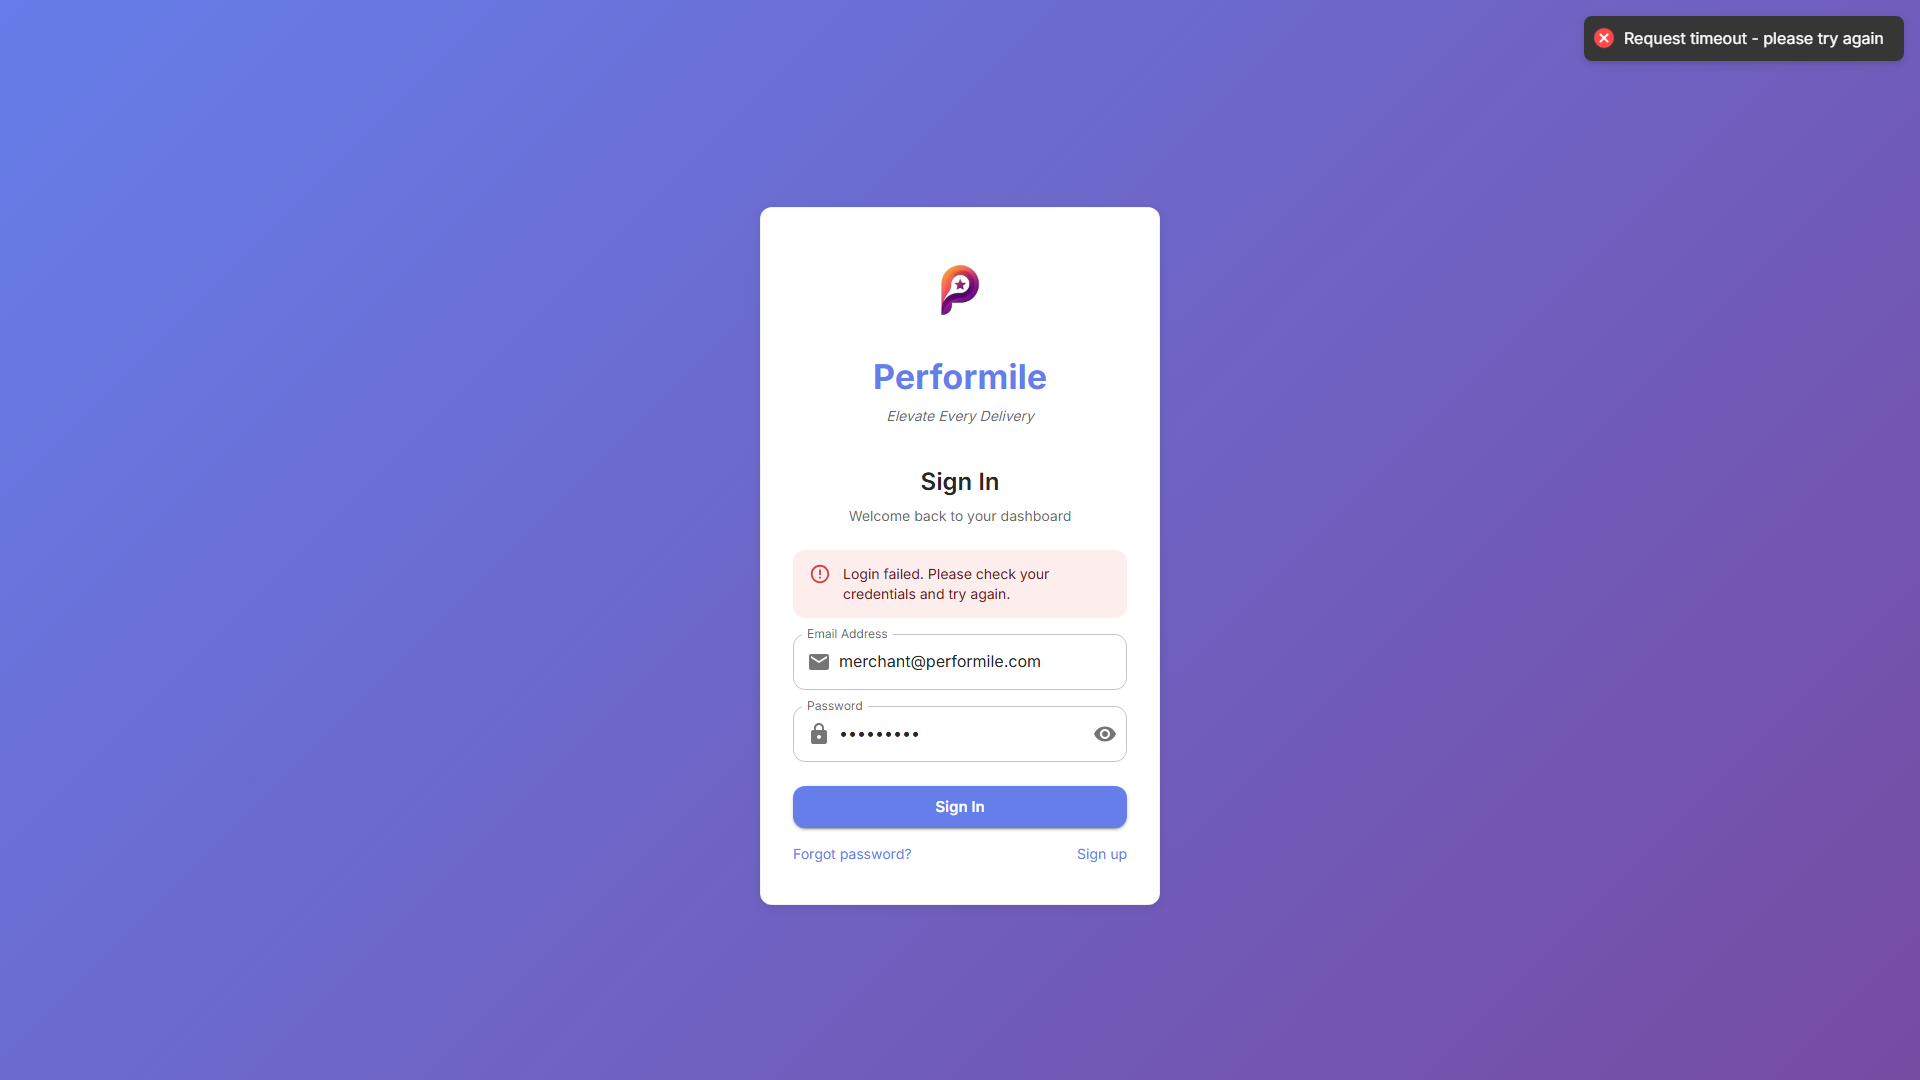 Request timeout - please try again
Performile
Elevate Every Delivery
Sign In
Welcome back to your dashboard
Login failed. Please check your
credentials and try again.
Email Address
merchant@performile.com
Password
•••••••••
Sign In
Forgot password?
Sign up